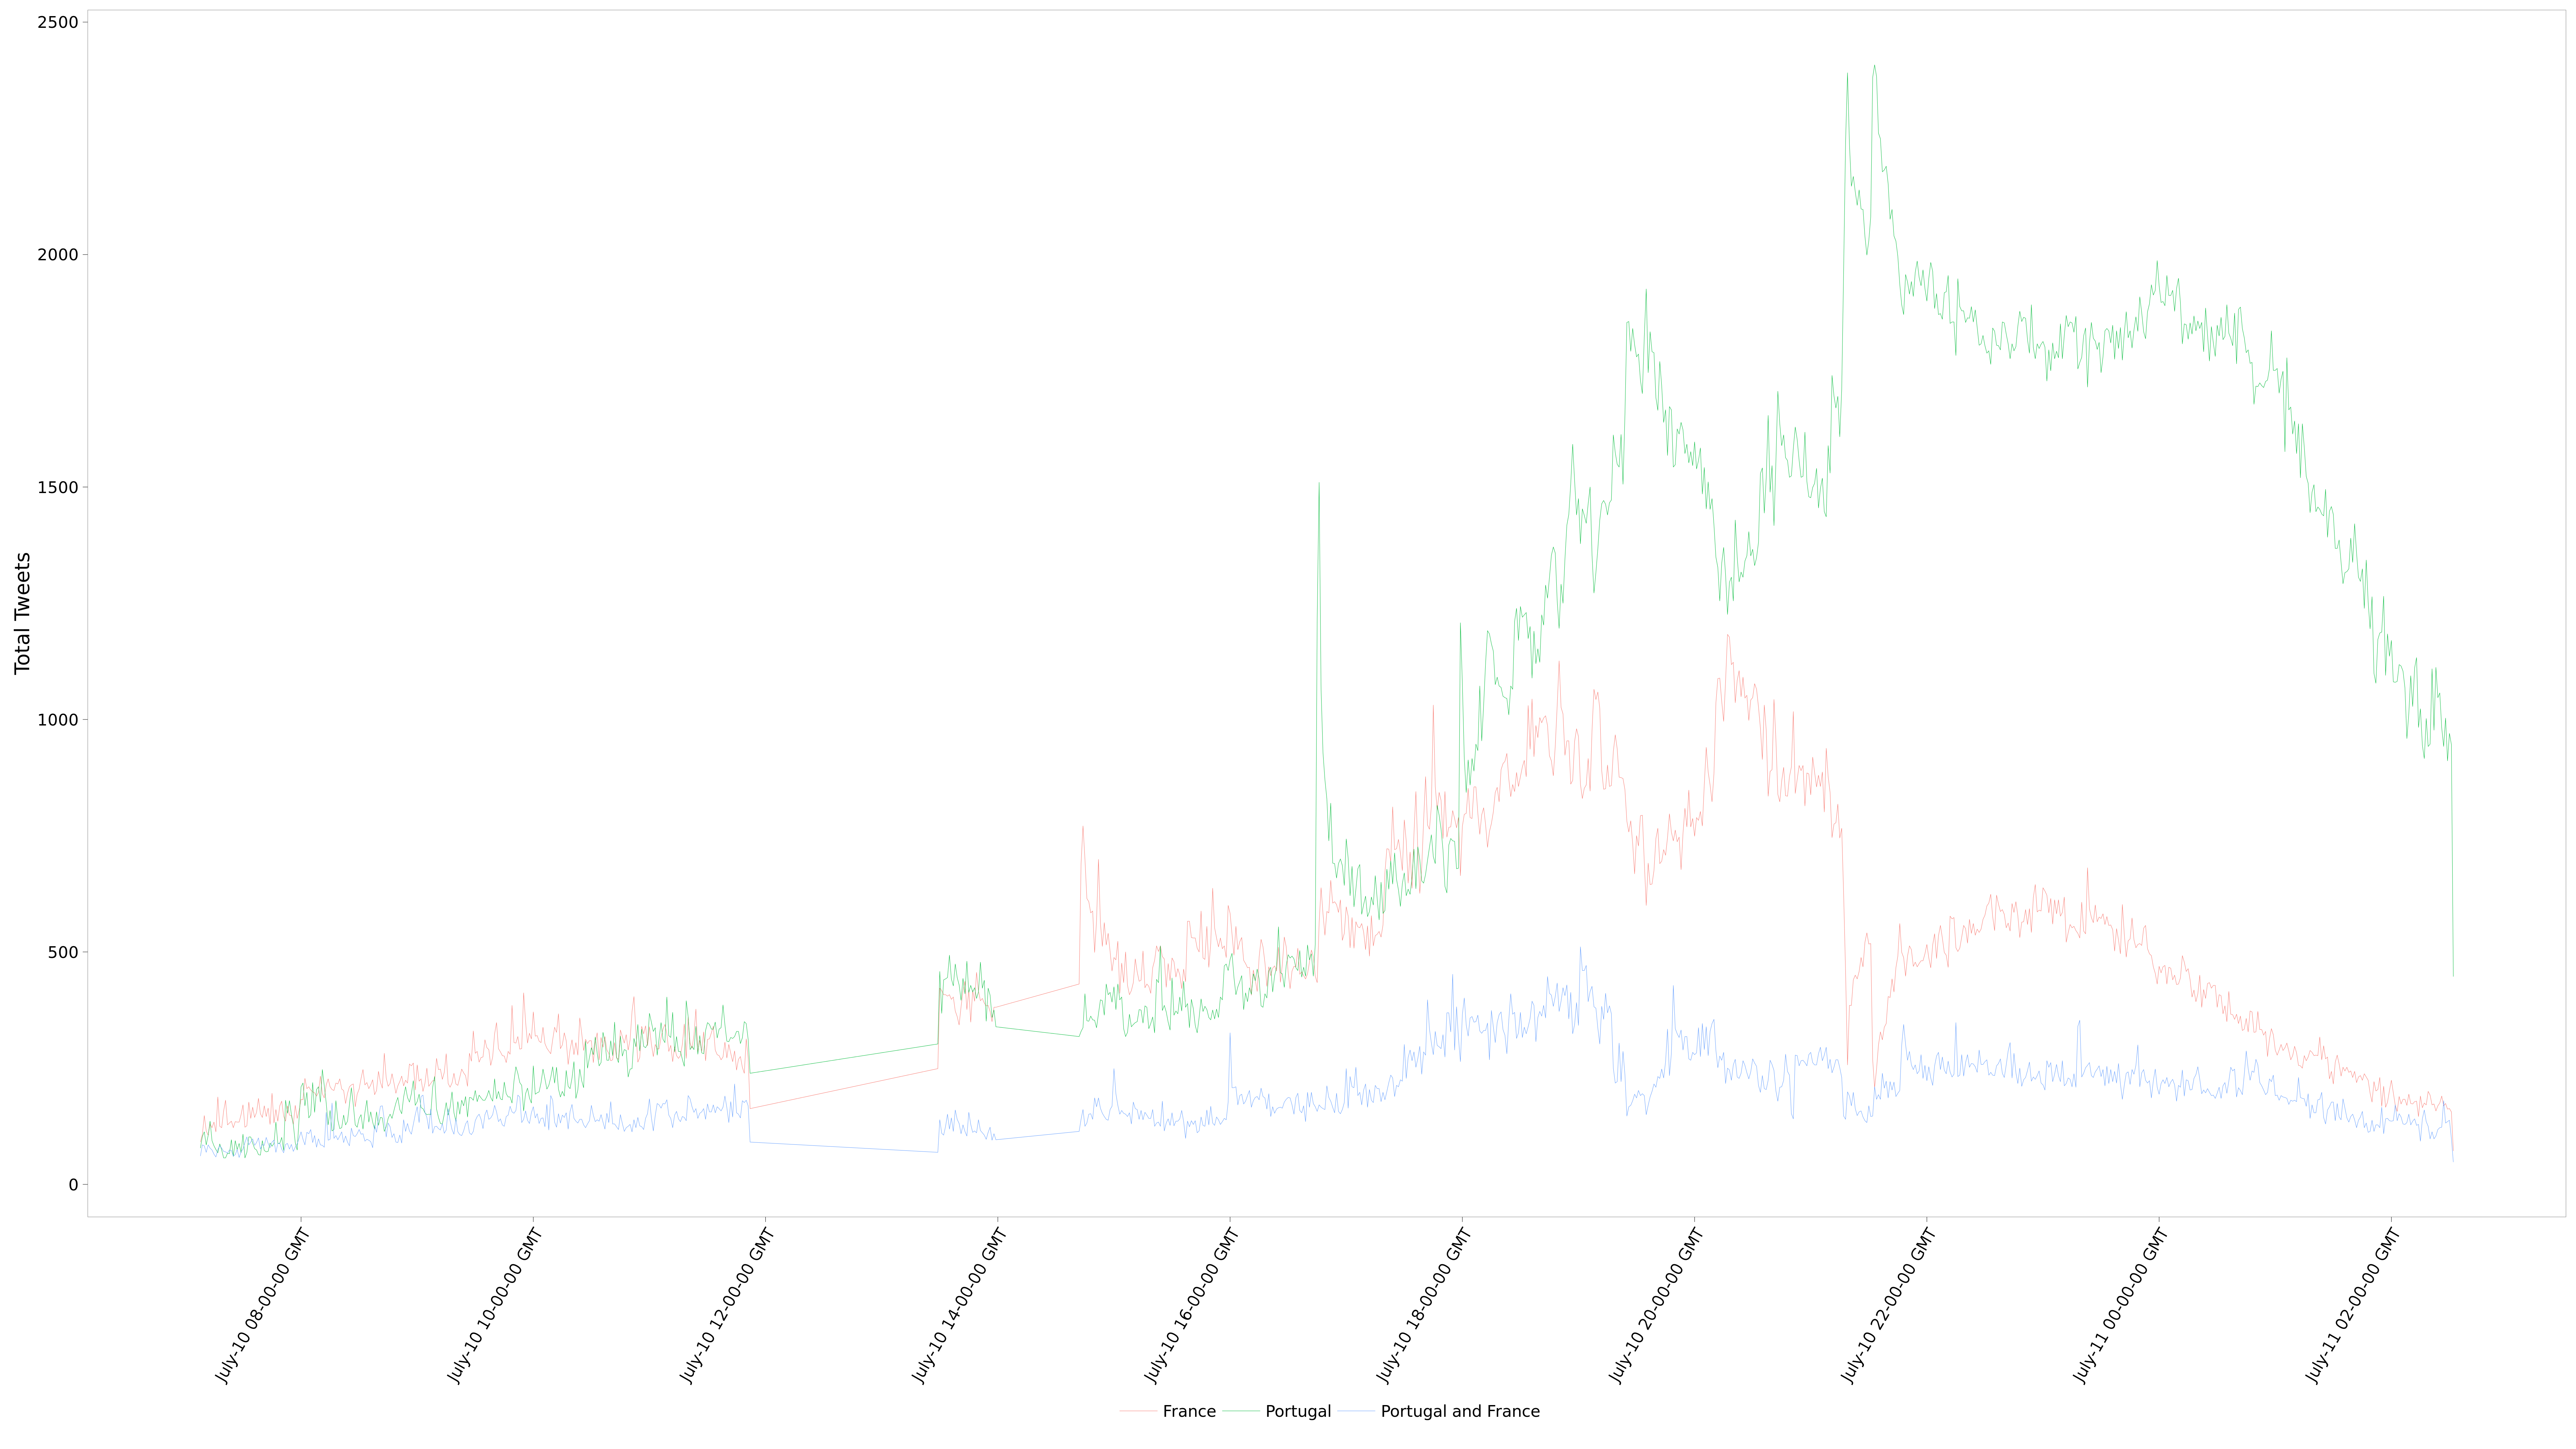 Total Tweets
2500
2000
1500
1000
500
0
July-10 08-00-00 GMT
July-10 10-00-00 GMT
July-10 12-00-00 GMT
July-10 14-00-00 GMT
July-10 16-00-00 GMT
July-10 18-00-00 GMT
July-10 20-00-00 GMT
July-10 22-00-00 GMT
July-11 00-00-00 GMT
July-11 02-00-00 GMT
France Portugal Portugal and France